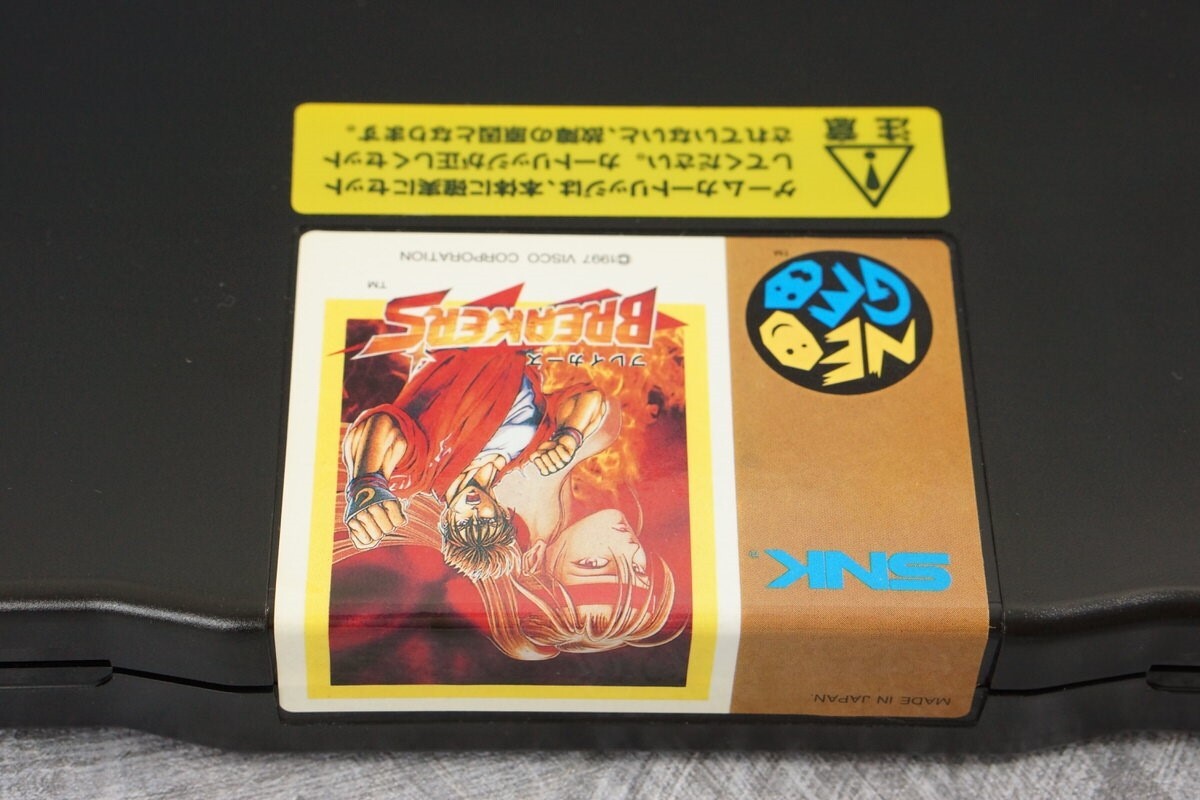 SNK®
MADE IN JAPAN
NEO
GEO
TM
ブレイカーズ
BREAKERS
TM
©1997 VISCO CORPORATION
注意
ゲームカートリッジは、本体に確実にセット
してください。カートリッジが正しくセット
されていないと、故障の原因となります。